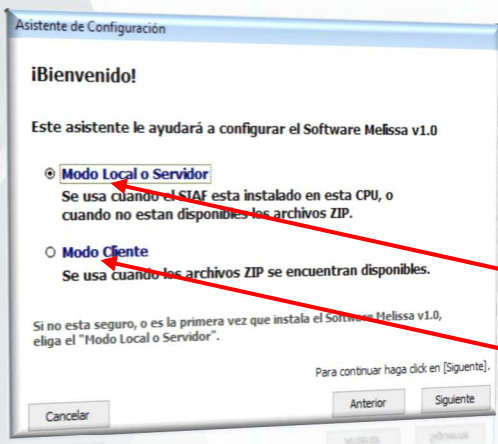 Asistente de Configuración
¡Bienvenido!
Este asistente le ayudará a configurar el Software Melissa v1.0
Modo Local o Servidor
Se usa cuando el STAF esta instalado en esta CPU, o
cuando no estan disponibles los archivos ZIP.
Modo Cliente
Se usa cuando los archivos ZIP se encuentran disponibles.
Si no esta seguro, o es la primera vez que instala el Software Melissa v1.0,
eliga el "Modo Local o Servidor".
Para continuar haga click en [Siguente].
Cancelar
Anterior
Siguiente